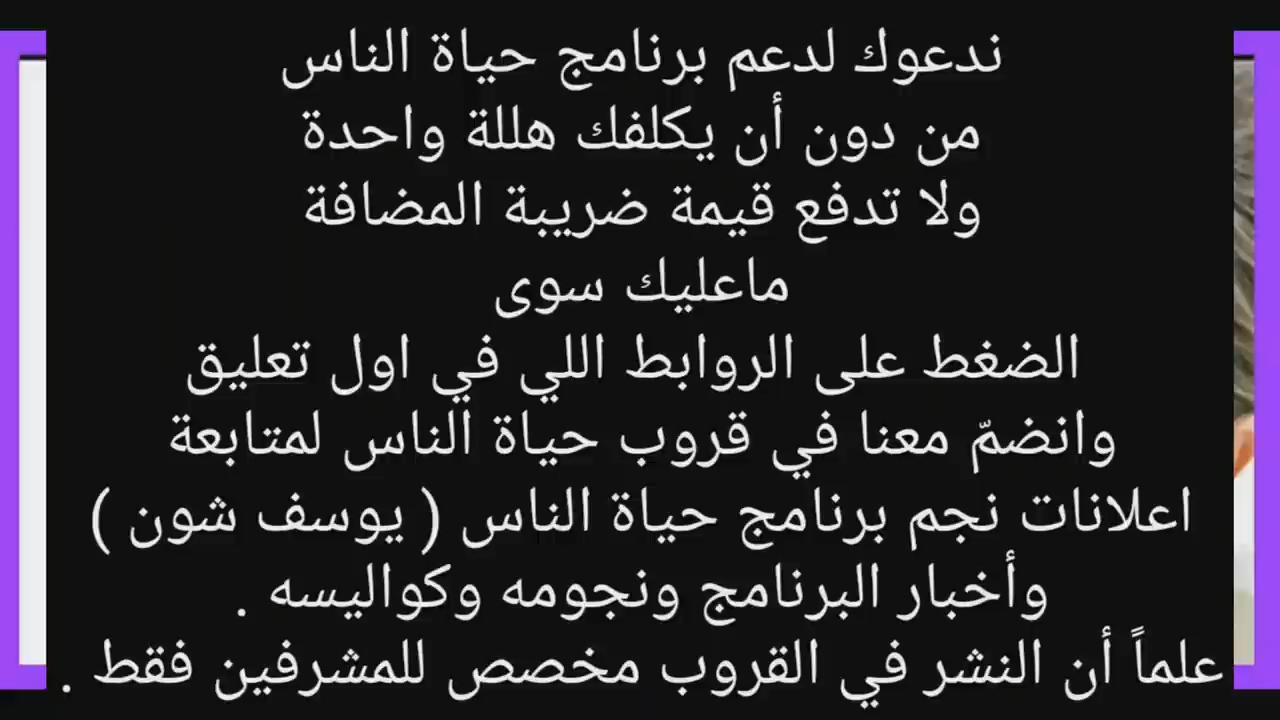 ندعوك لدعم برنامج حياة الناس
من دون أن يكلفك هللة واحدة
ولا تدفع قيمة ضريبة المضافة
ماعليك سوى
الضغط على الروابط اللي في اول تعليق
وانضمّ معنا في قروب حياة الناس لمتابعة
اعلانات نجم برنامج حياة الناس ( يوسف شون )
وأخبار البرنامج ونجومه وكواليسه .
علماً أن النشر في القروب مخصص للمشرفين فقط .